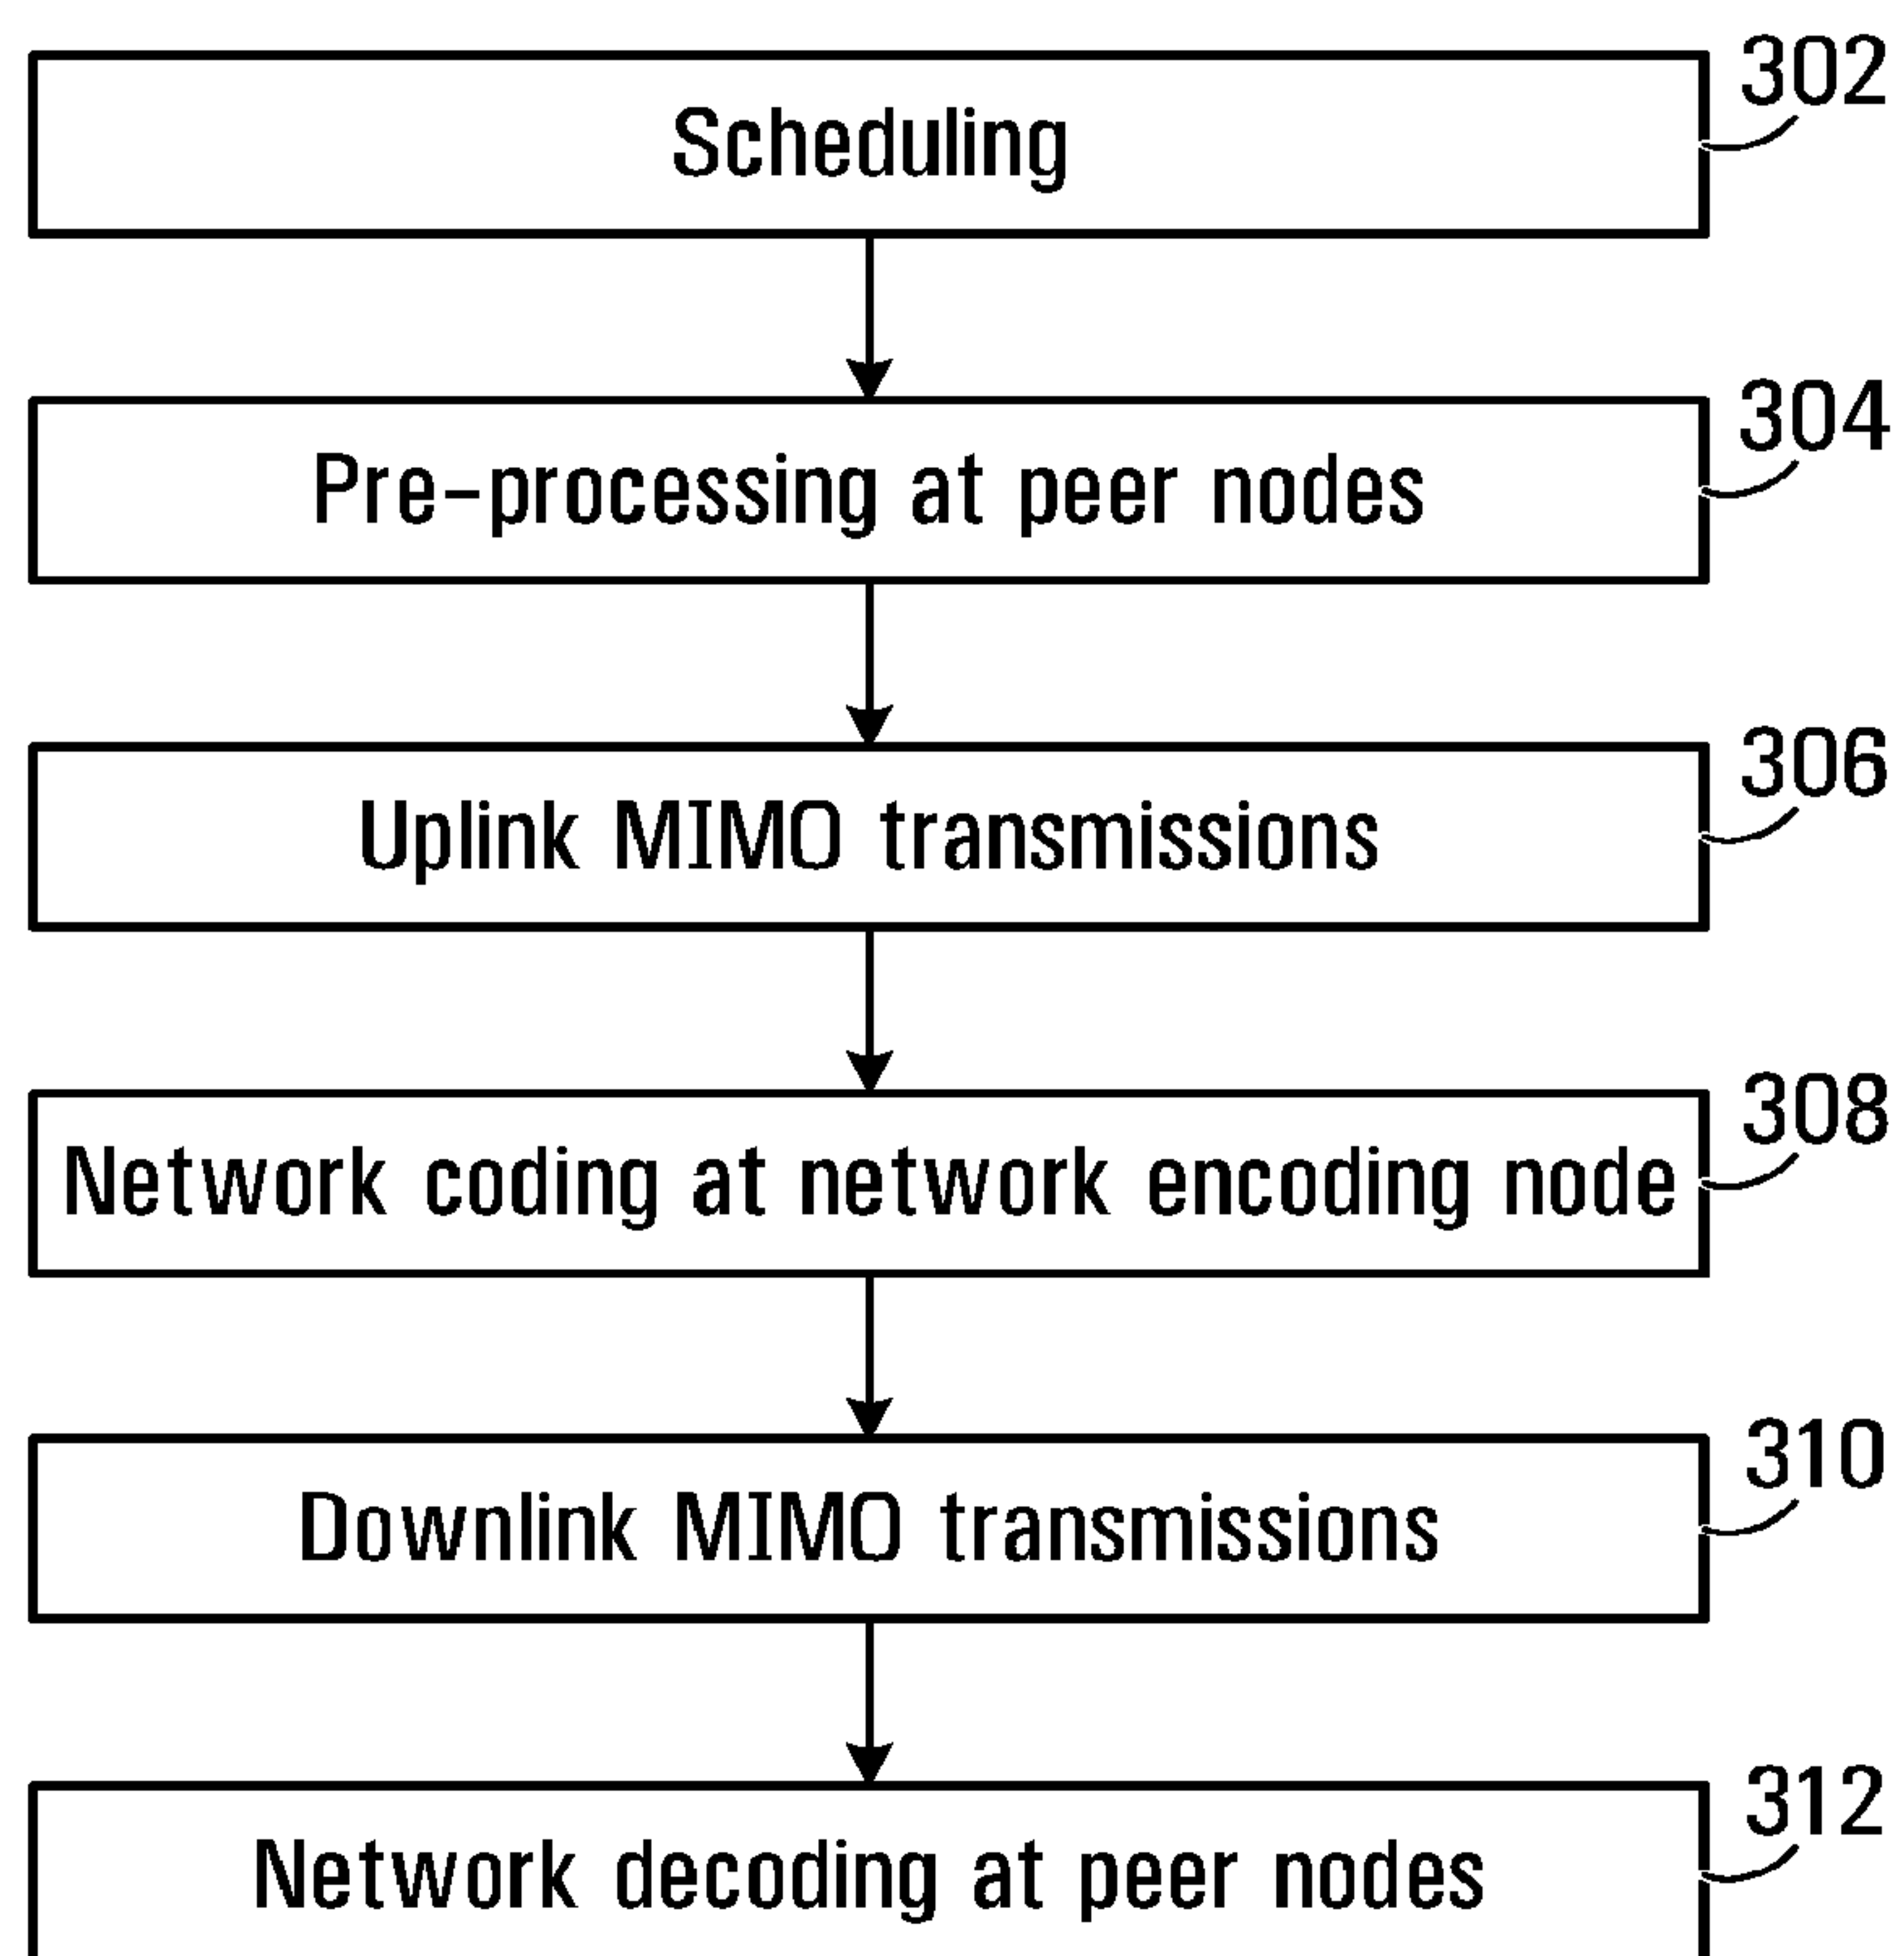 302
Scheduling
304
Pre-processing at peer nodes
306
Uplink MIMO transmissions
308
Network coding at network encoding node
310
Downlink MIMO transmissions
312
Network decoding at peer nodes